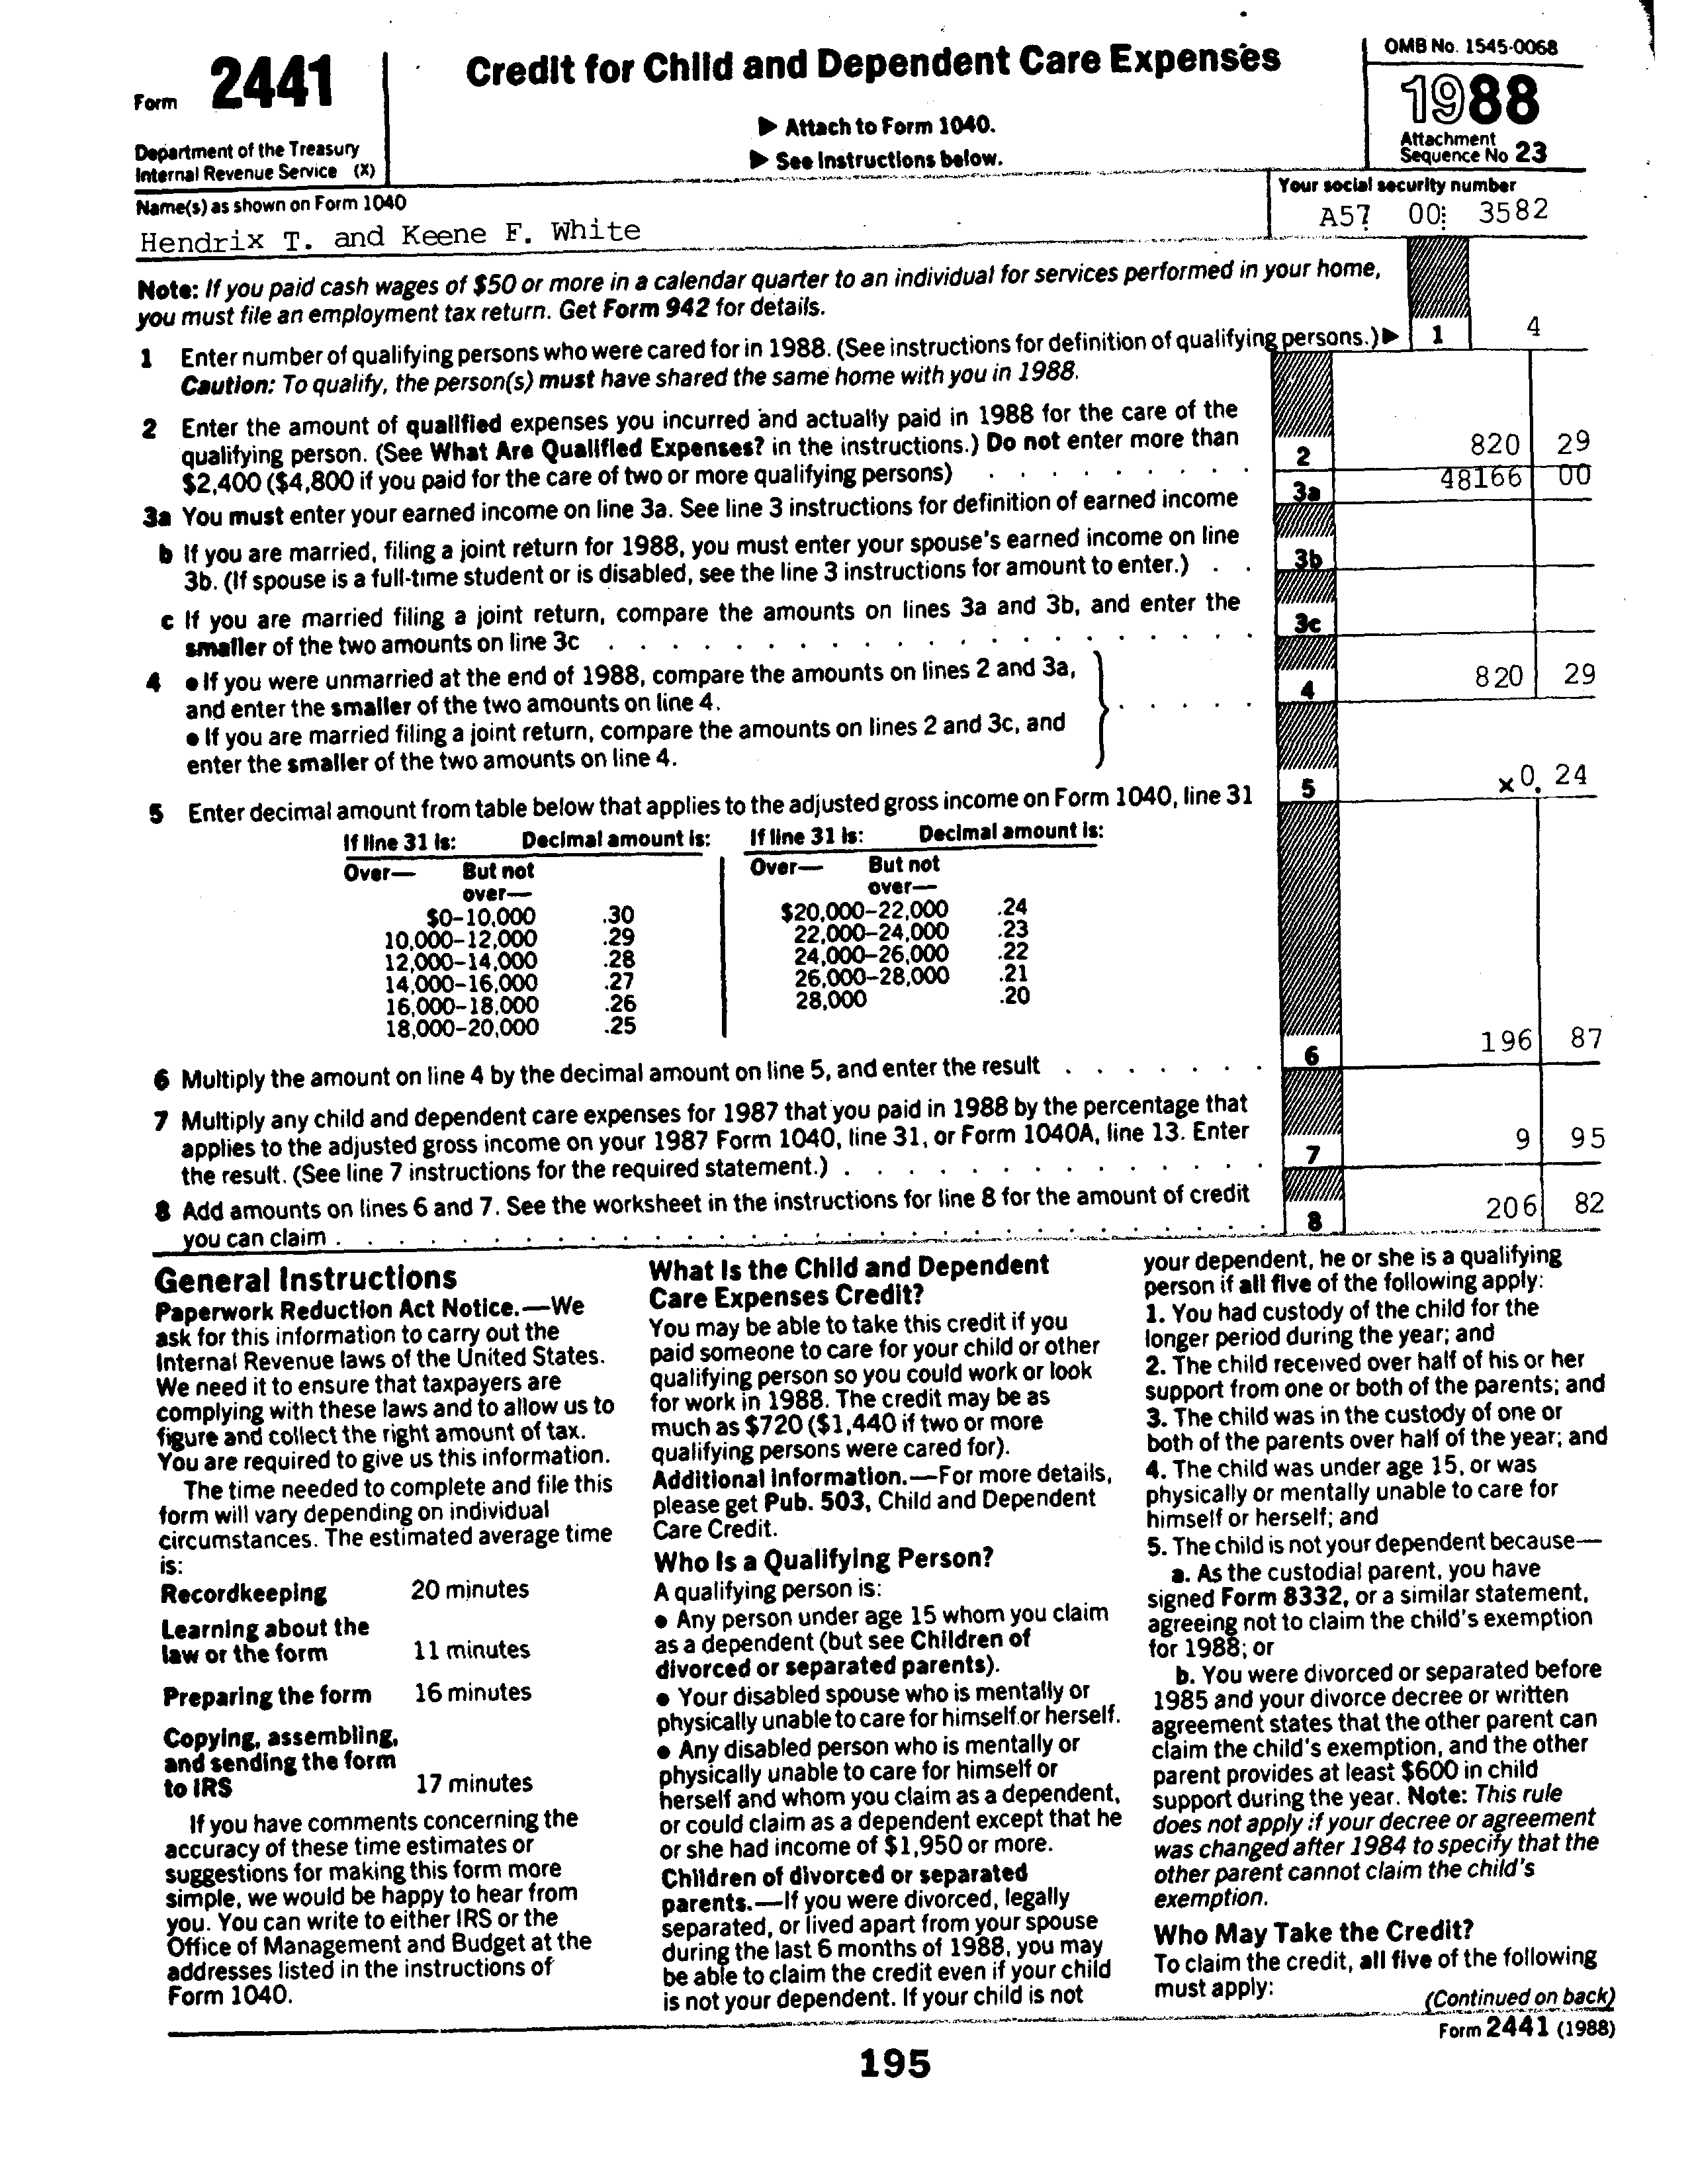 Form 2441
Department of the Treasury
Internal Revenue Service (X)
Credit for Child and Dependent Care Expenses
▶ Attach to Form 1040.
▶ See Instructions below.
OMB No. 1545-0068
1988
Attachment
Sequence No 23
Name(s) as shown on Form 1040
Hendrix T. and Keene F. White
Your social security number
A57 00 3582
Note: If you paid cash wages of $50 or more in a calendar quarter to an individual for services performed in your home,
you must file an employment tax return. Get Form 942 for details.
1 Enter number of qualifying persons who were cared for in 1988. (See instructions for definition of qualifying persons.) ▶ 1 4
Caution: To qualify, the person(s) must have shared the same home with you in 1988.
2 Enter the amount of qualified expenses you incurred and actually paid in 1988 for the care of the
qualifying person. (See What Are Qualified Expenses? in the instructions.) Do not enter more than
$2,400 ($4,800 if you paid for the care of two or more qualifying persons) . . . . . . . . . 2 820 29
3a You must enter your earned income on line 3a. See line 3 instructions for definition of earned income 3a 48166 00
b If you are married, filing a joint return for 1988, you must enter your spouse's earned income on line
3b. (If spouse is a full-time student or is disabled, see the line 3 instructions for amount to enter.) . . 3b
c If you are married filing a joint return, compare the amounts on lines 3a and 3b, and enter the
smaller of the two amounts on line 3c . . . . . . . . . . . . . . . . . . . 3c
4 ● If you were unmarried at the end of 1988, compare the amounts on lines 2 and 3a,
and enter the smaller of the two amounts on line 4. . . . . . 4 820 29
● If you are married filing a joint return, compare the amounts on lines 2 and 3c, and
enter the smaller of the two amounts on line 4.
5 Enter decimal amount from table below that applies to the adjusted gross income on Form 1040, line 31 5 x 0. 24
If line 31 is: Decimal amount is: If line 31 is: Decimal amount is:
Over— But not over— Over— But not over—
$0–10,000 .30 $20,000–22,000 .24
10,000–12,000 .29 22,000–24,000 .23
12,000–14,000 .28 24,000–26,000 .22
14,000–16,000 .27 26,000–28,000 .21
16,000–18,000 .26 28,000 .20
18,000–20,000 .25
6 Multiply the amount on line 4 by the decimal amount on line 5, and enter the result . . . . . . . . 6 196 87
7 Multiply any child and dependent care expenses for 1987 that you paid in 1988 by the percentage that
applies to the adjusted gross income on your 1987 Form 1040, line 31, or Form 1040A, line 13. Enter
the result. (See line 7 instructions for the required statement.) . . . . . . . . . . . . . . 7 9 95
8 Add amounts on lines 6 and 7. See the worksheet in the instructions for line 8 for the amount of credit
you can claim . . . . . . . . . . . . . . . . . . . . . . . . . 8 206 82
General Instructions
Paperwork Reduction Act Notice.—We
ask for this information to carry out the
Internal Revenue laws of the United States.
We need it to ensure that taxpayers are
complying with these laws and to allow us to
figure and collect the right amount of tax.
You are required to give us this information.
The time needed to complete and file this
form will vary depending on individual
circumstances. The estimated average time
is:
Recordkeeping 20 minutes
Learning about the
law or the form 11 minutes
Preparing the form 16 minutes
Copying, assembling,
and sending the form
to IRS 17 minutes
If you have comments concerning the
accuracy of these time estimates or
suggestions for making this form more
simple, we would be happy to hear from
you. You can write to either IRS or the
Office of Management and Budget at the
addresses listed in the instructions of
Form 1040.
What Is the Child and Dependent
Care Expenses Credit?
You may be able to take this credit if you
paid someone to care for your child or other
qualifying person so you could work or look
for work in 1988. The credit may be as
much as $720 ($1,440 if two or more
qualifying persons were cared for).
Additional Information.—For more details,
please get Pub. 503, Child and Dependent
Care Credit.
Who Is a Qualifying Person?
A qualifying person is:
● Any person under age 15 whom you claim
as a dependent (but see Children of
divorced or separated parents).
● Your disabled spouse who is mentally or
physically unable to care for himself or herself.
● Any disabled person who is mentally or
physically unable to care for himself or
herself and whom you claim as a dependent,
or could claim as a dependent except that he
or she had income of $1,950 or more.
Children of divorced or separated
parents.—If you were divorced, legally
separated, or lived apart from your spouse
during the last 6 months of 1988, you may
be able to claim the credit even if your child
is not your dependent. If your child is not
your dependent, he or she is a qualifying
person if all five of the following apply:
1. You had custody of the child for the
longer period during the year; and
2. The child received over half of his or her
support from one or both of the parents; and
3. The child was in the custody of one or
both of the parents over half of the year; and
4. The child was under age 15, or was
physically or mentally unable to care for
himself or herself; and
5. The child is not your dependent because—
a. As the custodial parent, you have
signed Form 8332, or a similar statement,
agreeing not to claim the child's exemption
for 1988; or
b. You were divorced or separated before
1985 and your divorce decree or written
agreement states that the other parent can
claim the child's exemption, and the other
parent provides at least $600 in child
support during the year. Note: This rule
does not apply if your decree or agreement
was changed after 1984 to specify that the
other parent cannot claim the child's
exemption.
Who May Take the Credit?
To claim the credit, all five of the following
must apply:
(Continued on back)
Form 2441 (1988)
195